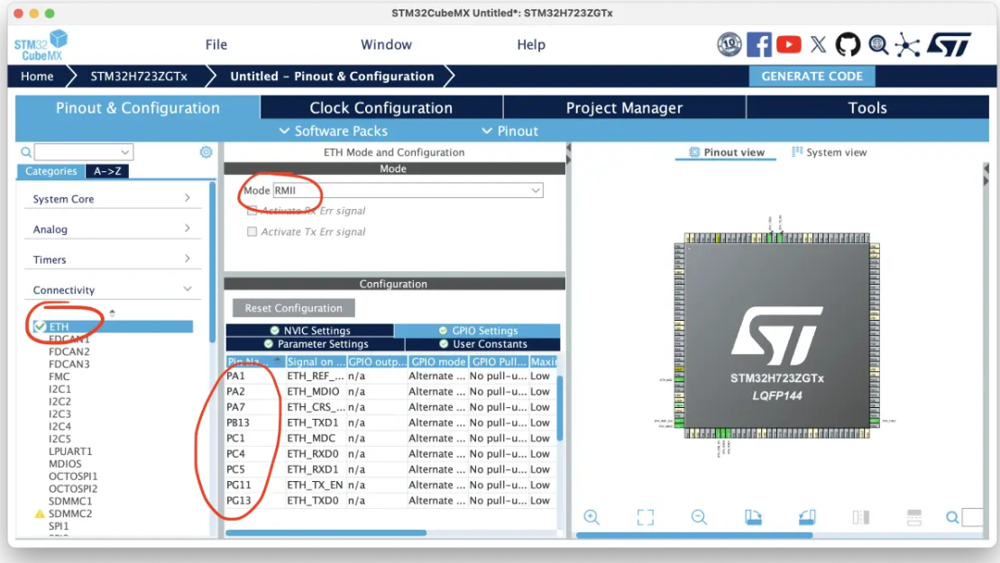 STM32CubeMX Untitled*: STM32H723ZGTx
STM32
CubeMX
File Window Help
10
ST
Home STM32H723ZGTx Untitled – Pinout & Configuration GENERATE CODE
Pinout & Configuration Clock Configuration Project Manager Tools
Software Packs Pinout
Categories A->Z
System Core
Analog
Timers
Connectivity
ETH
FDCAN1
FDCAN2
FDCAN3
FMC
I2C1
I2C2
I2C3
I2C4
I2C5
LPUART1
MDIOS
OCTOSPI1
OCTOSPI2
SDMMC1
SDMMC2
SPI1
ETH Mode and Configuration
Mode
Mode RMII
Activate Rx Err signal
Activate Tx Err signal
Configuration
Reset Configuration
NVIC Settings GPIO Settings
Parameter Settings User Constants
Pin Na... Signal on ... GPIO outp... GPIO mode GPIO Pull... Maxi
PA1 ETH_REF_... n/a Alternate ... No pull-u... Low
PA2 ETH_MDIO n/a Alternate ... No pull-u... Low
PA7 ETH_CRS_... n/a Alternate ... No pull-u... Low
PB13 ETH_TXD1 n/a Alternate ... No pull-u... Low
PC1 ETH_MDC n/a Alternate ... No pull-u... Low
PC4 ETH_RXD0 n/a Alternate ... No pull-u... Low
PC5 ETH_RXD1 n/a Alternate ... No pull-u... Low
PG11 ETH_TX_EN n/a Alternate ... No pull-u... Low
PG13 ETH_TXD0 n/a Alternate ... No pull-u... Low
Pinout view System view
STM32H723ZGTx
LQFP144